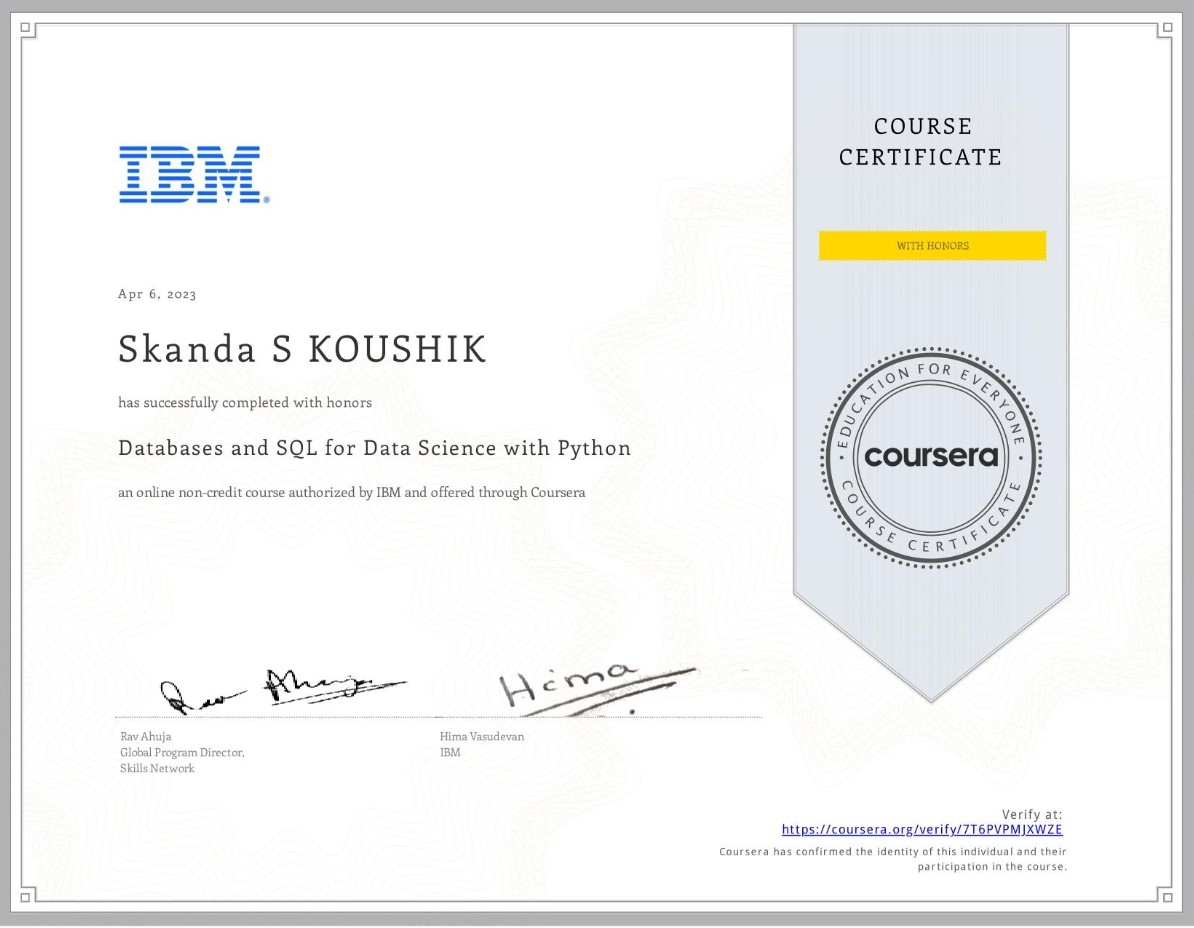 IBM®
COURSE
CERTIFICATE
WITH HONORS
Apr 6, 2023
Skanda S KOUSHIK
has successfully completed with honors
Databases and SQL for Data Science with Python
an online non-credit course authorized by IBM and offered through Coursera
EDUCATION FOR EVERYONE
coursera
COURSE CERTIFICATE
Rav Ahuja
Hima
Rav Ahuja
Global Program Director,
Skills Network
Hima Vasudevan
IBM
Verify at:
https://coursera.org/verify/7T6PVPMJXWZE
Coursera has confirmed the identity of this individual and their
participation in the course.